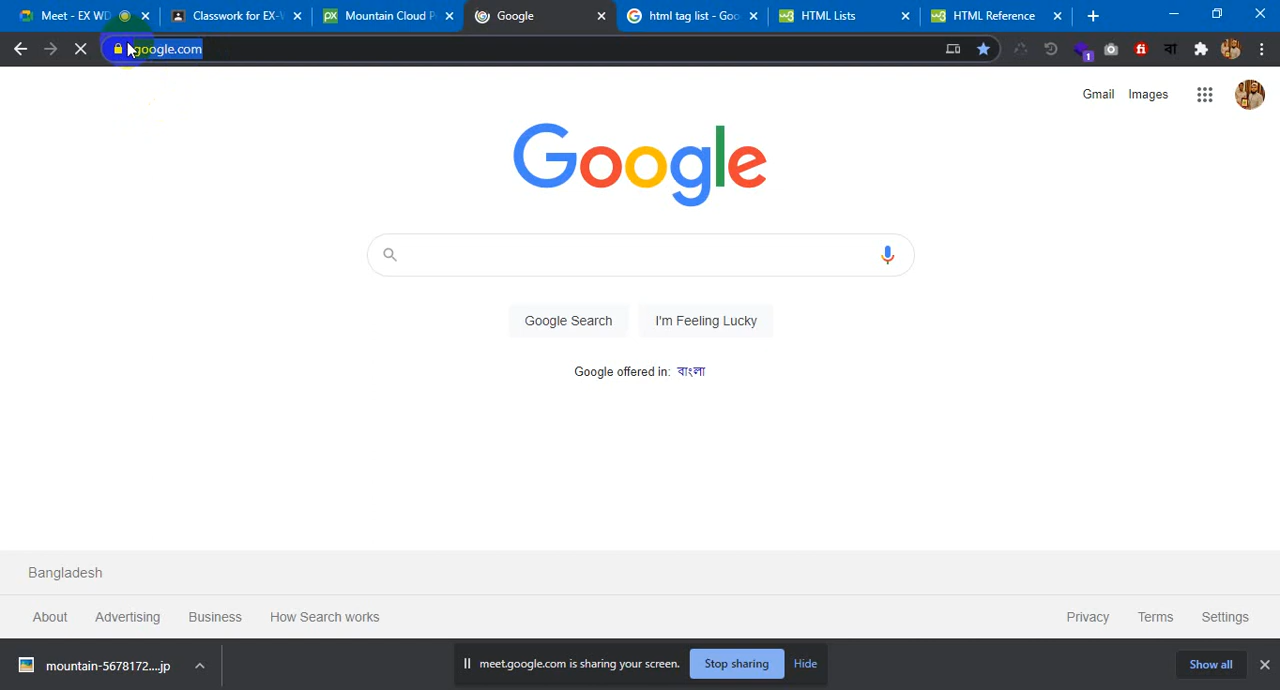 Meet - EX WD
Classwork for EX-W
Mountain Cloud P
Google
html tag list - Goo
HTML Lists
HTML Reference
google.com
1
Gmail
Images
Google
Google Search
I'm Feeling Lucky
Google offered in: বাংলা
Bangladesh
About
Advertising
Business
How Search works
Privacy
Terms
Settings
mountain-5678172....jp
meet.google.com is sharing your screen.
Stop sharing
Hide
Show all